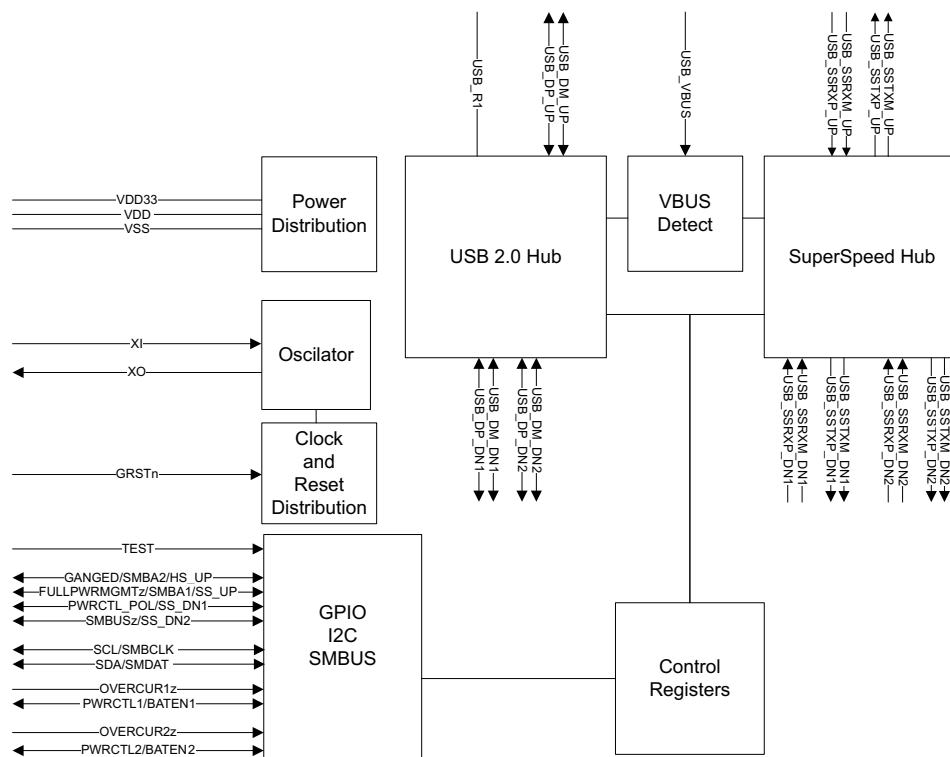 USB_R1
USB_DP_UP
USB_DM_UP
USB_VBUS
USB_SSRXP_UP
USB_SSRXM_UP
USB_SSTXP_UP
USB_SSTXM_UP
VDD33
VDD
VSS
Power
Distribution
USB 2.0 Hub
VBUS
Detect
SuperSpeed Hub
XI
XO
Oscilator
GRSTn
Clock
and
Reset
Distribution
USB_DP_DN1
USB_DM_DN1
USB_DP_DN2
USB_DM_DN2
USB_SSRXP_DN1
USB_SSRXM_DN1
USB_SSTXP_DN1
USB_SSTXM_DN1
USB_SSRXP_DN2
USB_SSRXM_DN2
USB_SSTXP_DN2
USB_SSTXM_DN2
TEST
GANGED/SMBA2/HS_UP
FULLPWRMGMTz/SMBA1/SS_UP
PWRCTL_POL/SS_DN1
SMBUSz/SS_DN2
SCL/SMBCLK
SDA/SMDAT
OVERCUR1z
PWRCTL1/BATEN1
OVERCUR2z
PWRCTL2/BATEN2
GPIO
I2C
SMBUS
Control
Registers